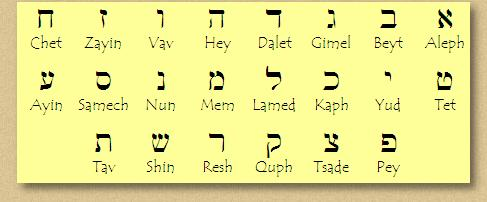 א ב ג ד ה ו ז ח
Chet Zayin Vav Hey Dalet Gimel Beyt Aleph
ט י כ ל מ נ ס ע
Ayin Samech Nun Mem Lamed Kaph Yud Tet
פ צ ק ר ש ת
Tav Shin Resh Quph Tsade Pey